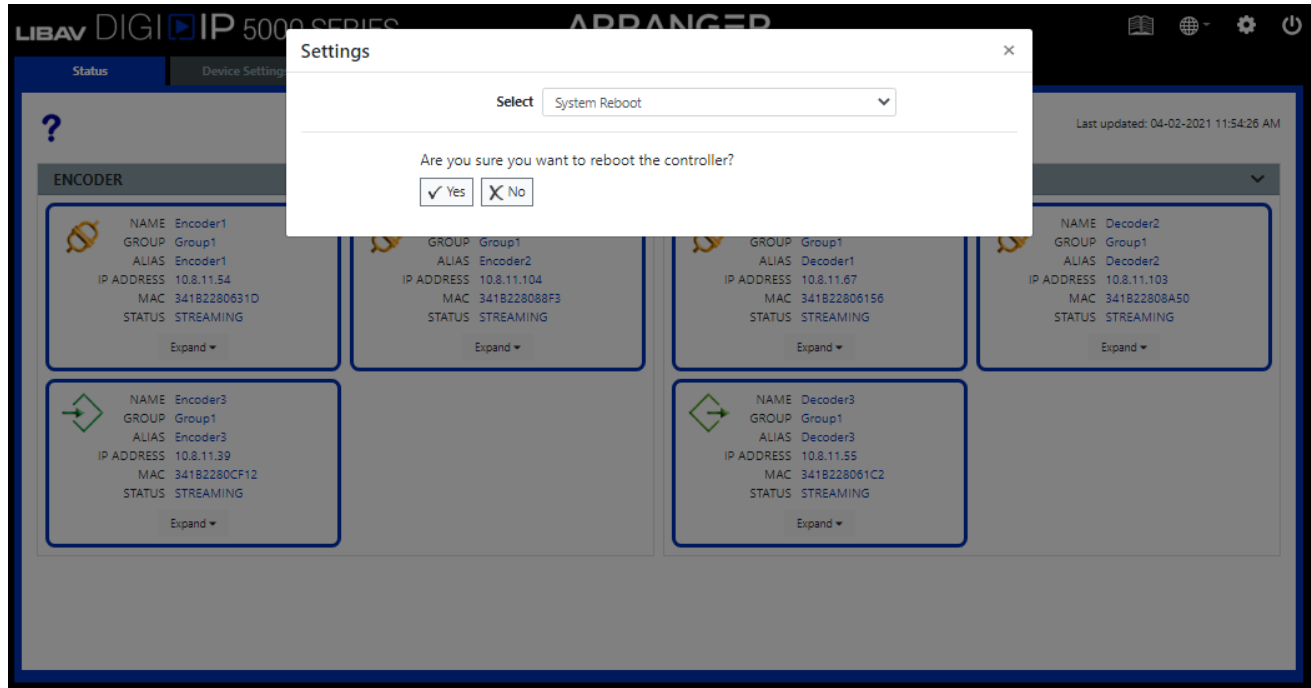 LIBAV DIGI IP 5000 SERIES
ARRANGER
Status
Device Settings
Settings
×
Select System Reboot
Are you sure you want to reboot the controller?
Yes No
?
Last updated: 04-02-2021 11:54:26 AM
ENCODER
NAME Encoder1
GROUP Group1
ALIAS Encoder1
IP ADDRESS 10.8.11.54
MAC 341B2280631D
STATUS STREAMING
Expand
GROUP Group1
ALIAS Encoder2
IP ADDRESS 10.8.11.104
MAC 341B228088F3
STATUS STREAMING
Expand
NAME Encoder3
GROUP Group1
ALIAS Encoder3
IP ADDRESS 10.8.11.39
MAC 341B2280CF12
STATUS STREAMING
Expand
GROUP Group1
ALIAS Decoder1
IP ADDRESS 10.8.11.67
MAC 341B22806156
STATUS STREAMING
Expand
NAME Decoder2
GROUP Group1
ALIAS Decoder2
IP ADDRESS 10.8.11.103
MAC 341B22808A50
STATUS STREAMING
Expand
NAME Decoder3
GROUP Group1
ALIAS Decoder3
IP ADDRESS 10.8.11.55
MAC 341B228061C2
STATUS STREAMING
Expand